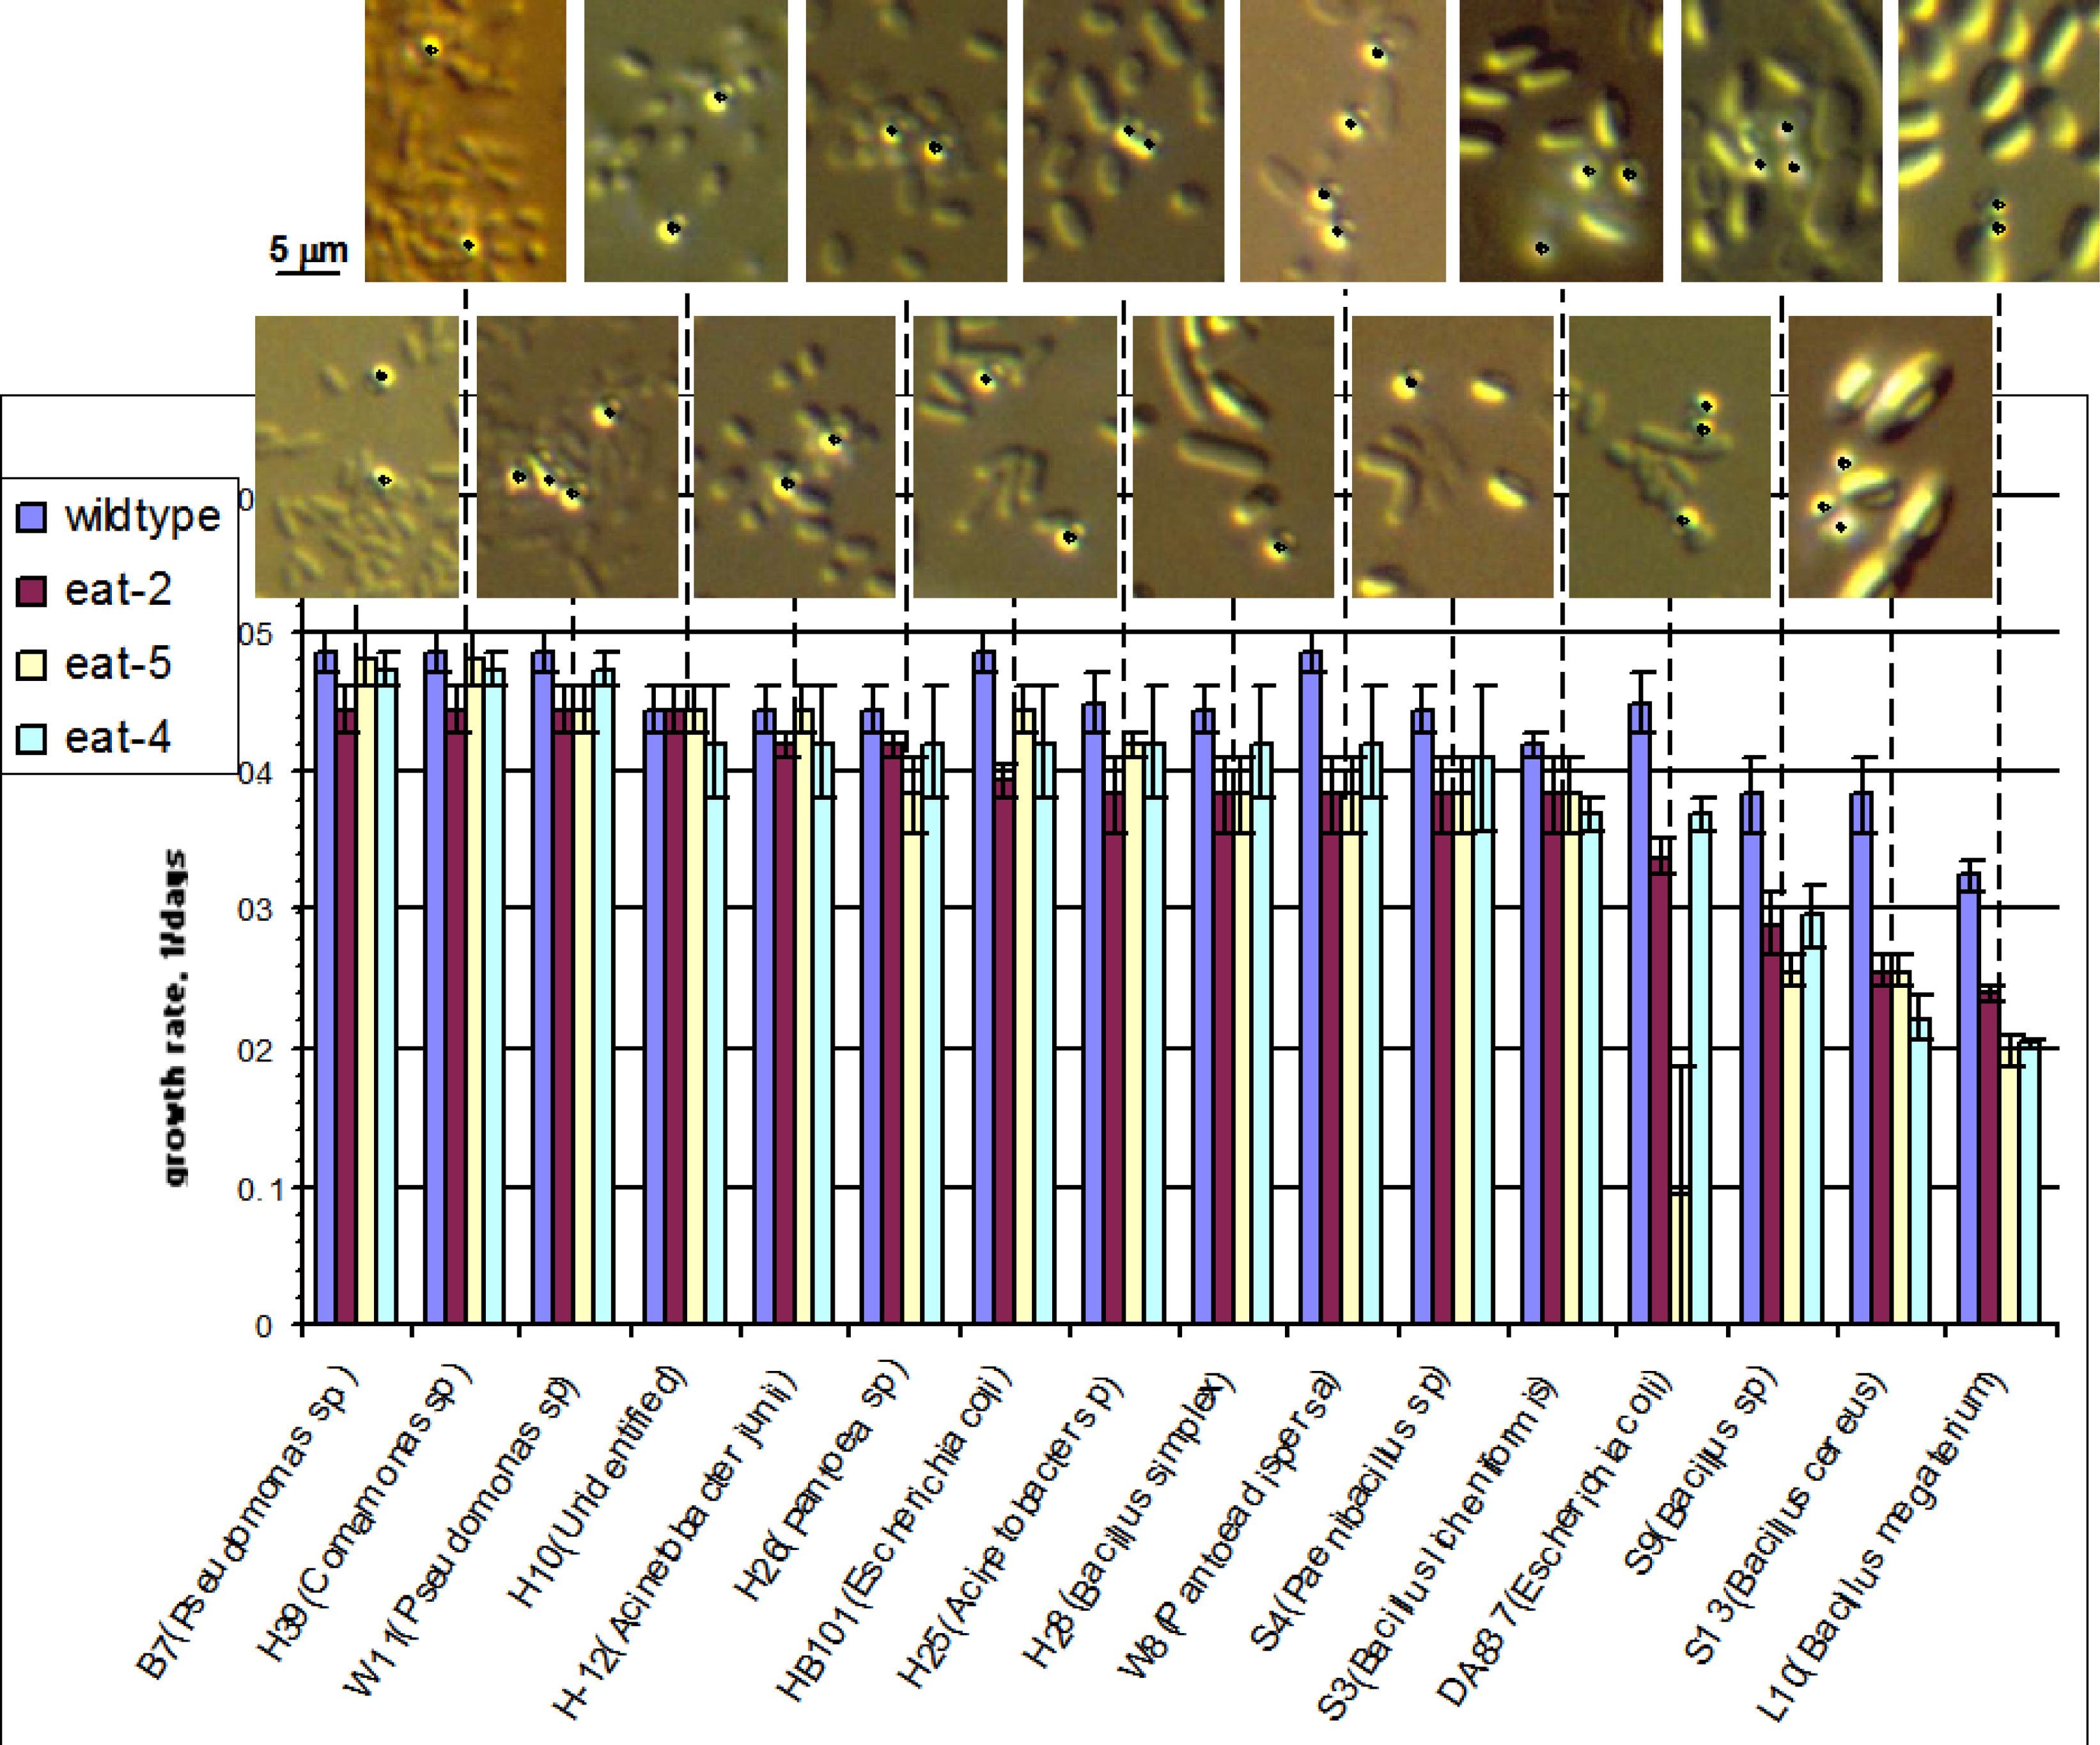 5 μm
wildtype
eat-2
eat-5
eat-4
0
05
04
03
02
0.1
0
growth rate. 1/days
B7(Pseudomonas sp.)
H39(Comamonas sp)
W11(Pseudomonas sp)
H10(Unidentified)
H-12(Acinetobacter junii)
H26(Pantoea sp)
HB101(Escherichia coli)
H25(Acinetobacter sp)
H28(Bacillus simplex)
W8(Pantoea dispersa)
S4(Paenibacillus sp)
S3(Bacillus licheniformis)
DA837(Escherichia coli)
S9(Bacillus sp)
S13(Bacillus cereus)
L10(Bacillus megaterium)